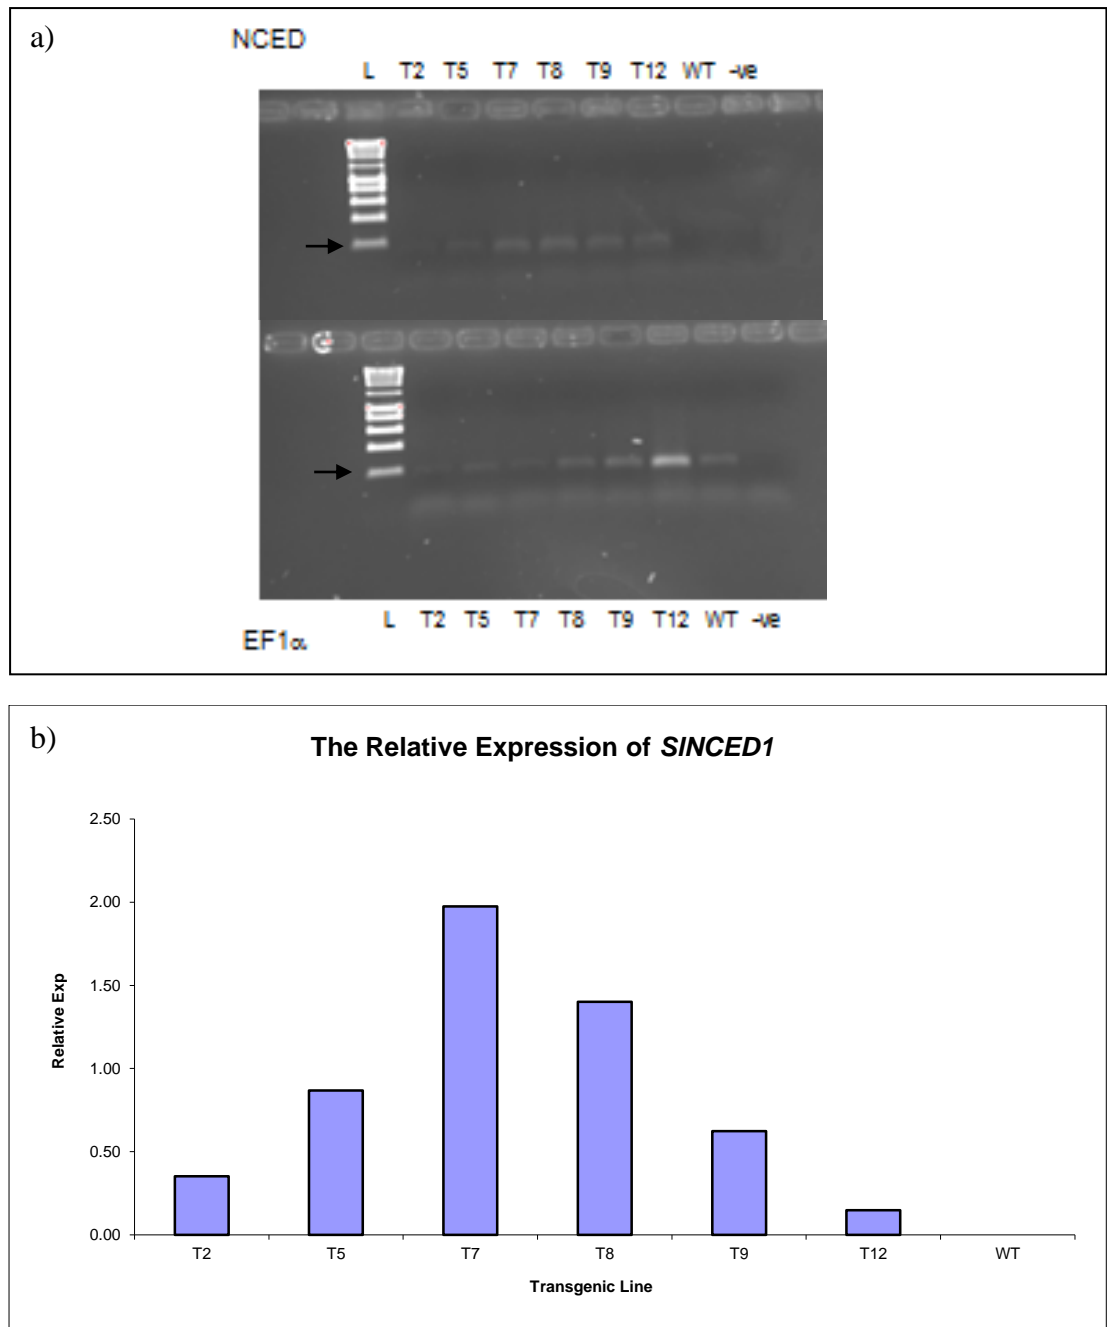 a)
NCED
L T2 T5 T7 T8 T9 T12 WT -ve
L T2 T5 T7 T8 T9 T12 WT -ve
EF1α
b)
The Relative Expression of SlNCED1
2.50
2.00
1.50
1.00
0.50
0.00
Relative Exp
T2 T5 T7 T8 T9 T12 WT
Transgenic Line